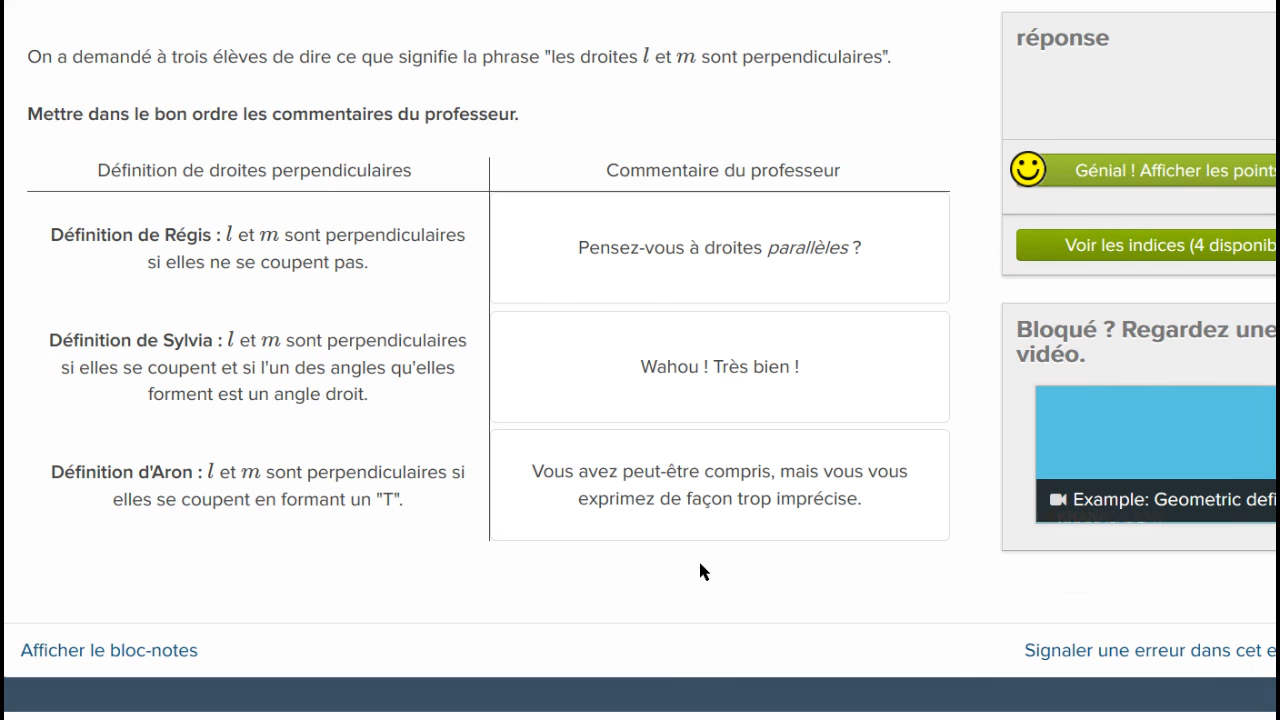 On a demandé à trois élèves de dire ce que signifie la phrase "les droites l et m sont perpendiculaires".
Mettre dans le bon ordre les commentaires du professeur.
Définition de droites perpendiculaires
Commentaire du professeur
Définition de Régis : l et m sont perpendiculaires
si elles ne se coupent pas.
Pensez-vous à droites parallèles ?
Définition de Sylvia : l et m sont perpendiculaires
si elles se coupent et si l'un des angles qu'elles
forment est un angle droit.
Wahou ! Très bien !
Définition d'Aron : l et m sont perpendiculaires si
elles se coupent en formant un "T".
Vous avez peut-être compris, mais vous vous
exprimez de façon trop imprécise.
réponse
Génial ! Afficher les points
Voir les indices (4 disponib
Bloqué ? Regardez une
vidéo.
Example: Geometric defi
Afficher le bloc-notes
Signaler une erreur dans cet e